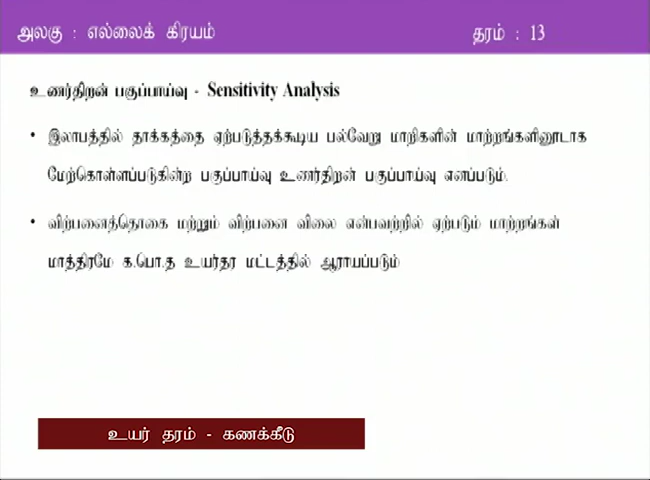 அலகு : எல்லைக் கிரயம்
தரம் : 13
உணர்திறன் பகுப்பாய்வு - Sensitivity Analysis
• இலாபத்தில் தாக்கத்தை ஏற்படுத்தக்கூடிய பல்வேறு மாறிகளின் மாற்றங்களினூடாக
மேற்கொள்ளப்படுகின்ற பகுப்பாய்வு உணர்திறன் பகுப்பாய்வு எனப்படும்.
• விற்பனைத்தொகை மற்றும் விற்பனை விலை என்பவற்றில் ஏற்படும் மாற்றங்கள்
மாத்திரமே க.பொ.த உயர்தர மட்டத்தில் ஆராயப்படும்
உயர் தரம் - கணக்கீடு